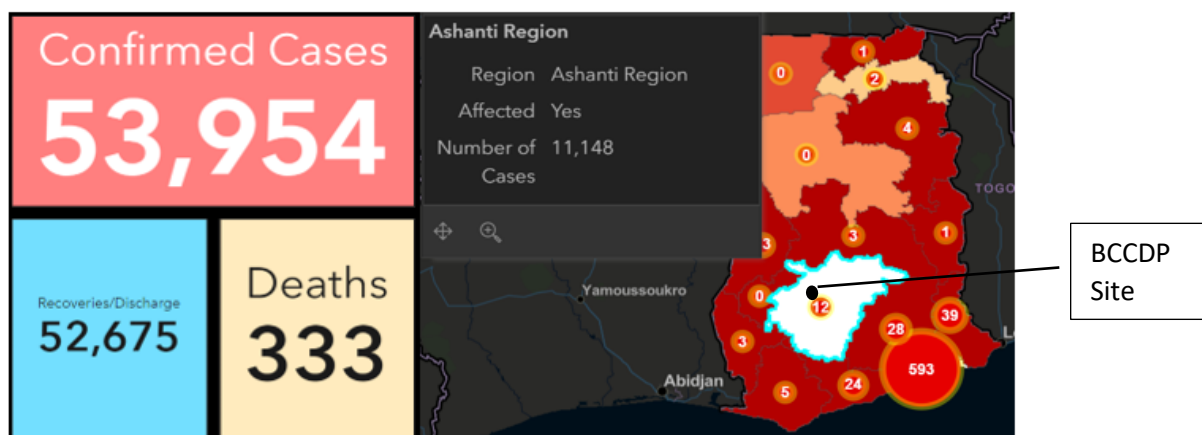 Confirmed Cases
53,954
Recoveries/Discharge
52,675
Deaths
333
Ashanti Region
Region Ashanti Region
Affected Yes
Number of 11,148
Cases
1
0
2
4
0
TOGO
3
3
1
Yamoussoukro
0
12
39
28
3
593
Abidjan
5
24
BCCDP
Site